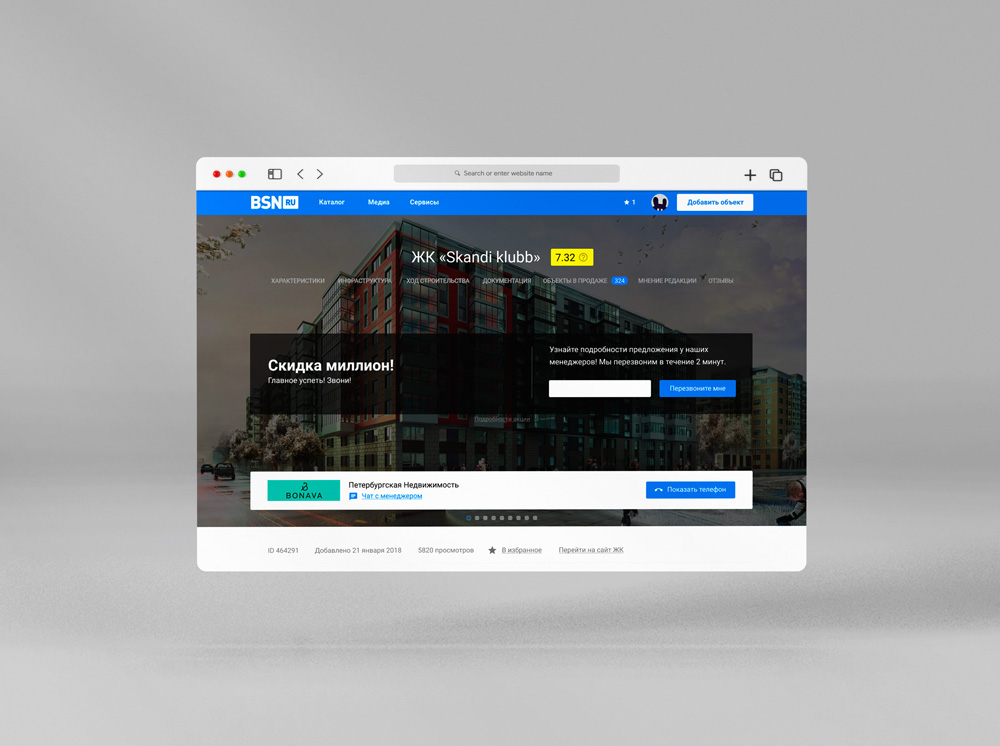 Search or enter website name
BSN RU
Каталог
Медиа
Сервисы
1
Добавить объект
ЖК «Skandi klubb»
7.32 ?
ХАРАКТЕРИСТИКИ
ИНФРАСТРУКТУРА
ХОД СТРОИТЕЛЬСТВА
ДОКУМЕНТАЦИЯ
ОБЪЕКТЫ В ПРОДАЖЕ 324
МНЕНИЕ РЕДАКЦИИ
ОТЗЫВЫ
Скидка миллион!
Главное успеть! Звони!
Узнайте подробности предложения у наших
менеджеров! Мы перезвоним в течение 2 минут.
Перезвоните мне
Подробности акции
BONAVA
Петербургская Недвижимость
Чат с менеджером
Показать телефон
ID 464291
Добавлено 21 января 2018
5820 просмотров
В избранное
Перейти на сайт ЖК